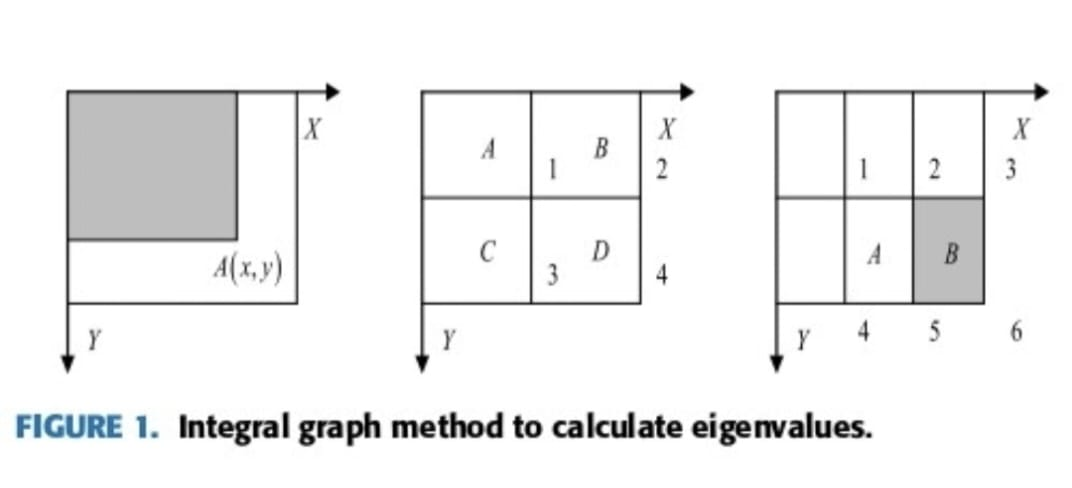 X
A(x,y)
Y
A
B
X
1
2
C
D
3
4
Y
X
1
2
3
A
B
Y
4
5
6
FIGURE 1. Integral graph method to calculate eigenvalues.